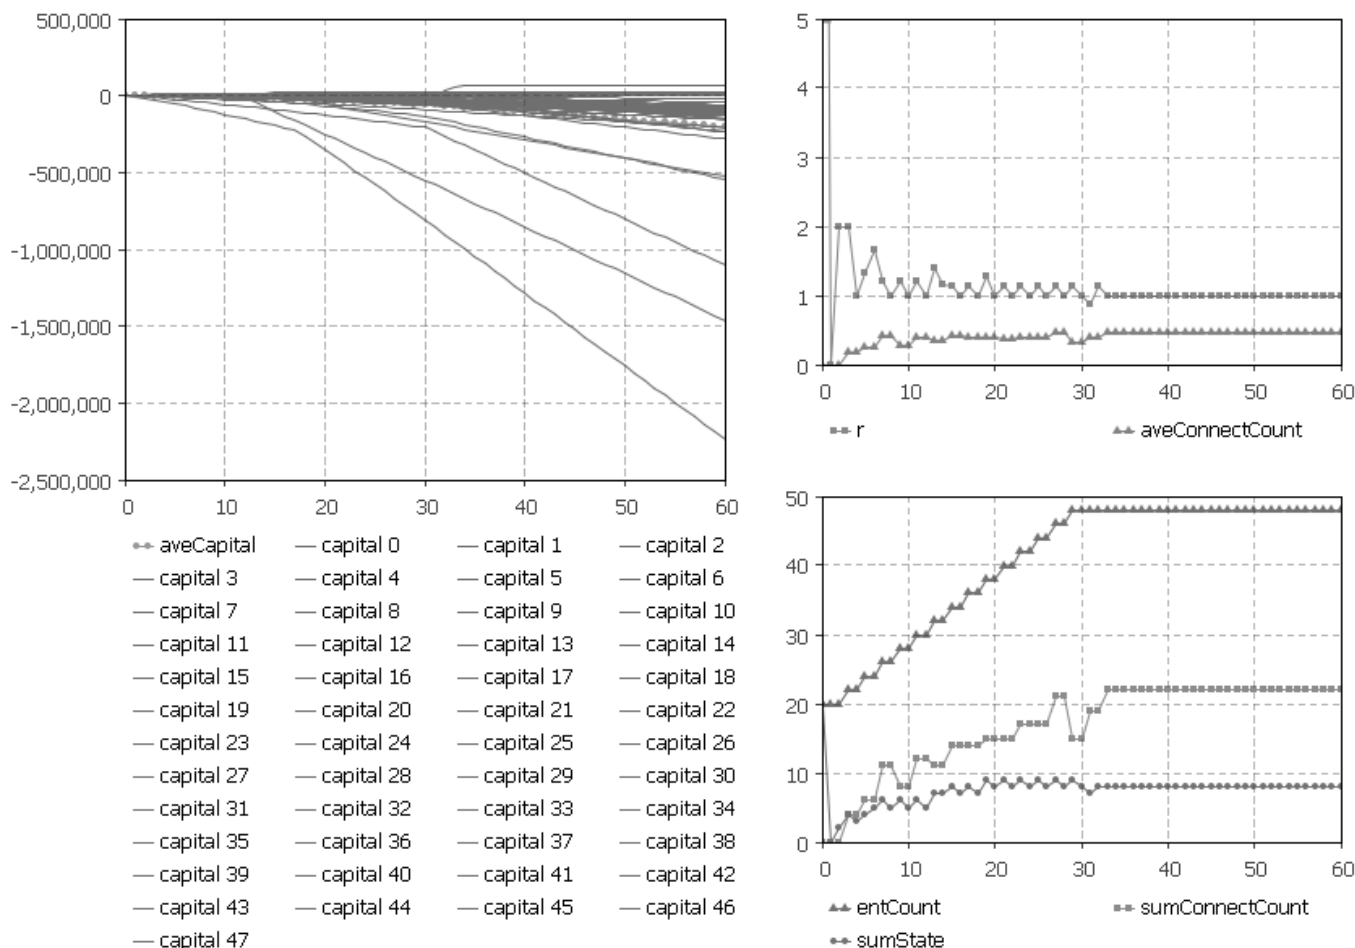 500,000
0
-500,000
-1,000,000
-1,500,000
-2,000,000
-2,500,000
0 10 20 30 40 50 60
aveCapital capital 0 capital 1 capital 2
capital 3 capital 4 capital 5 capital 6
capital 7 capital 8 capital 9 capital 10
capital 11 capital 12 capital 13 capital 14
capital 15 capital 16 capital 17 capital 18
capital 19 capital 20 capital 21 capital 22
capital 23 capital 24 capital 25 capital 26
capital 27 capital 28 capital 29 capital 30
capital 31 capital 32 capital 33 capital 34
capital 35 capital 36 capital 37 capital 38
capital 39 capital 40 capital 41 capital 42
capital 43 capital 44 capital 45 capital 46
capital 47
5
4
3
2
1
0
0 10 20 30 40 50 60
r aveConnectCount
50
40
30
20
10
0
0 10 20 30 40 50 60
entCount sumConnectCount
sumState